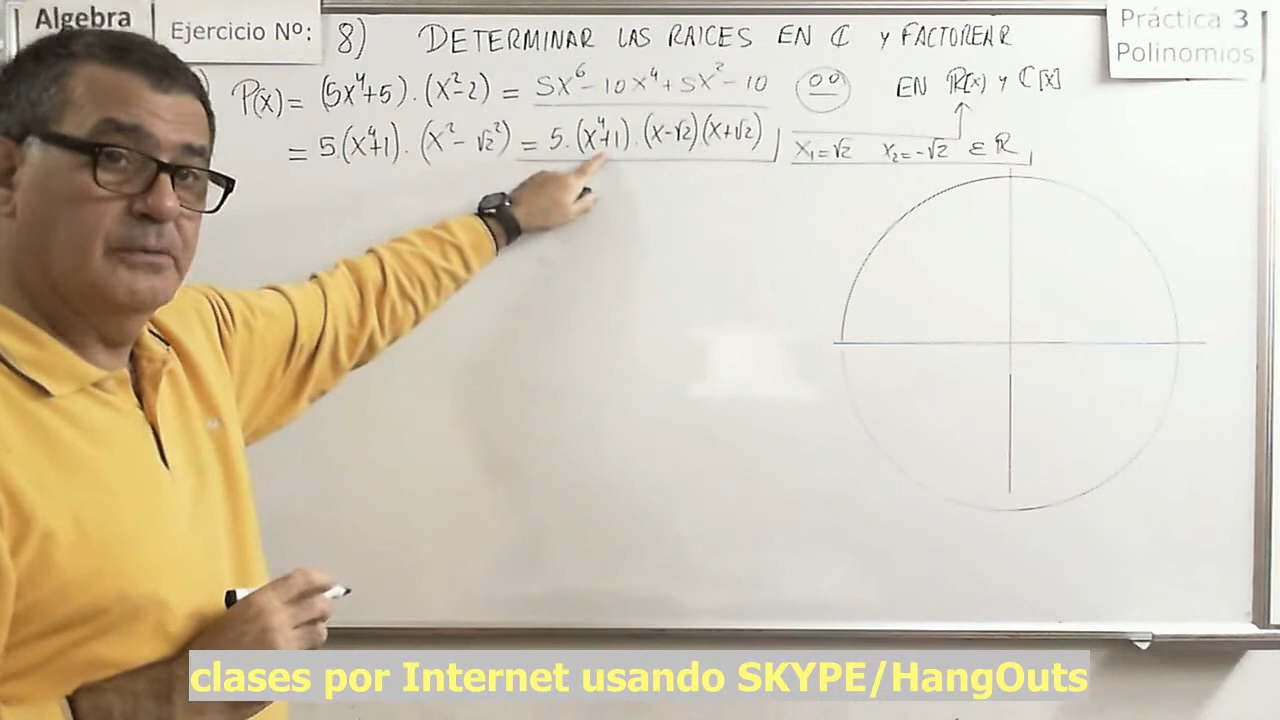 Algebra
Ejercicio Nº:
8) DETERMINAR LAS RAICES EN ℂ Y FACTOREAR
Práctica 3
Polinomios
P(x) = (5x⁴+5).(x²-2) = 5x⁶-10x⁴+5x²-10
EN ℝ[x] Y ℂ[x]
= 5.(x⁴+1).(x²-√2²) = 5.(x⁴+1).(x-√2)(x+√2)
x₁=√2 x₂=-√2 ∈ ℝ
clases por Internet usando SKYPE/HangOuts